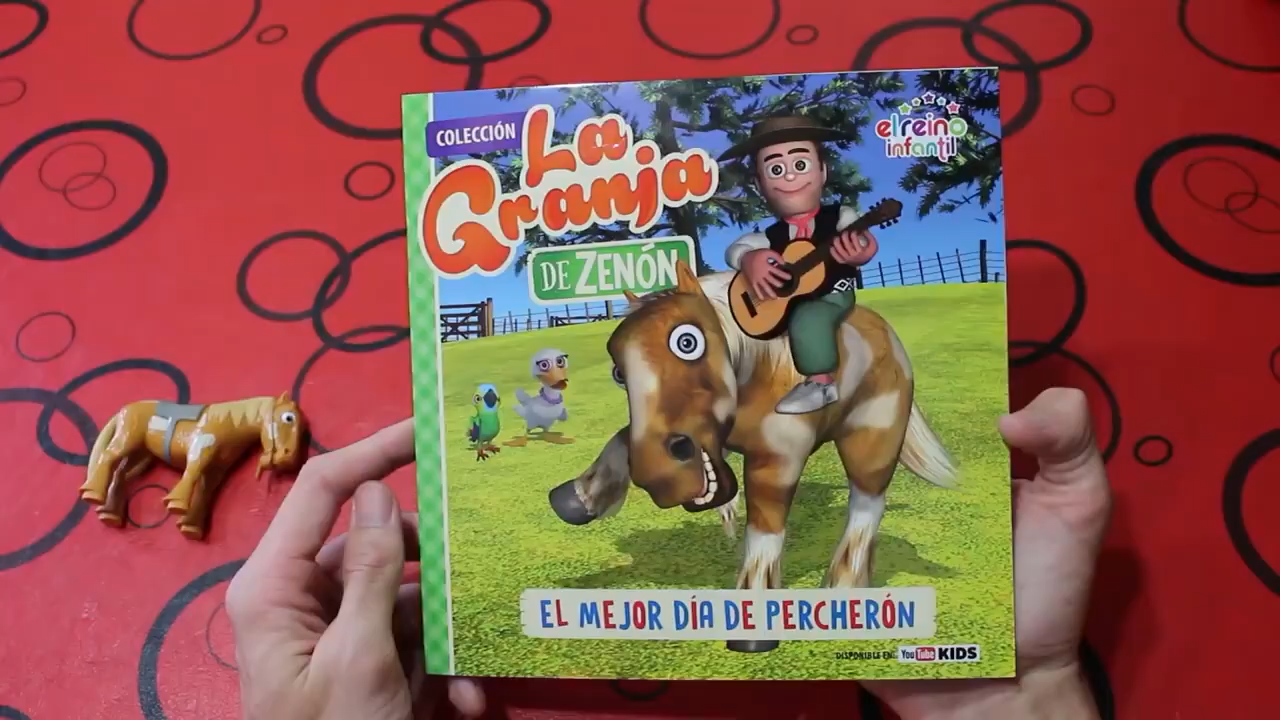 COLECCIÓN
La
Granja
DE ZENÓN
el reino
infantil
EL MEJOR DÍA DE PERCHERÓN
DISPONIBLE EN: YouTube KIDS